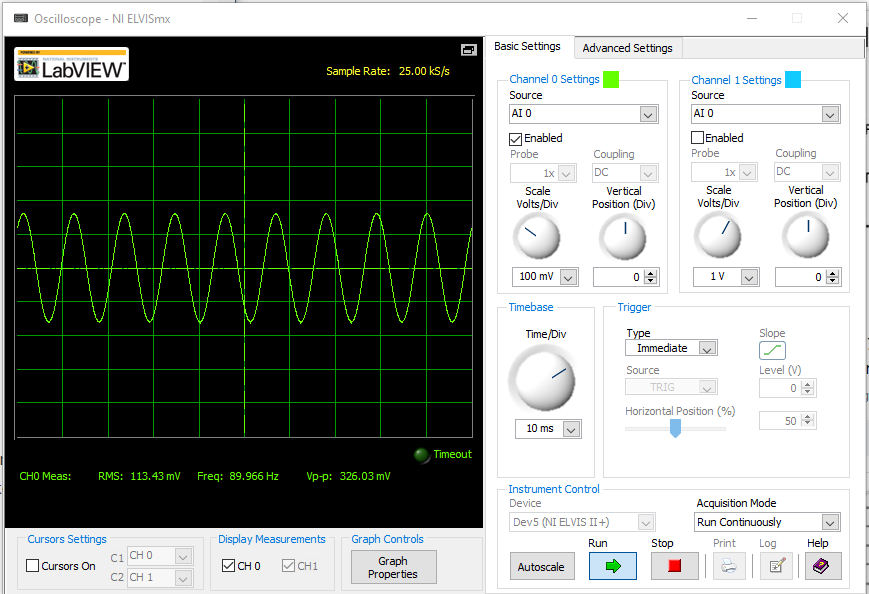 Oscilloscope - NI ELVISmx
POWERED BY
NATIONAL INSTRUMENTS
LabVIEW™
Sample Rate: 25.00 kS/s
Timeout
CH0 Meas: RMS: 113.43 mV Freq: 89.966 Hz Vp-p: 326.03 mV
Cursors Settings
Cursors On
C1 CH 0
C2 CH 1
Display Measurements
CH 0 CH1
Graph Controls
Graph
Properties
Basic Settings Advanced Settings
Channel 0 Settings
Source
AI 0
Enabled
Probe Coupling
1x DC
Scale Vertical
Volts/Div Position (Div)
100 mV 0
Channel 1 Settings
Source
AI 0
Enabled
Probe Coupling
1x DC
Scale Vertical
Volts/Div Position (Div)
1 V 0
Timebase
Time/Div
10 ms
Trigger
Type Slope
Immediate
Source Level (V)
TRIG 0
Horizontal Position (%)
50
Instrument Control
Device Acquisition Mode
Dev5 (NI ELVIS II+) Run Continuously
Run Stop Print Log Help
Autoscale